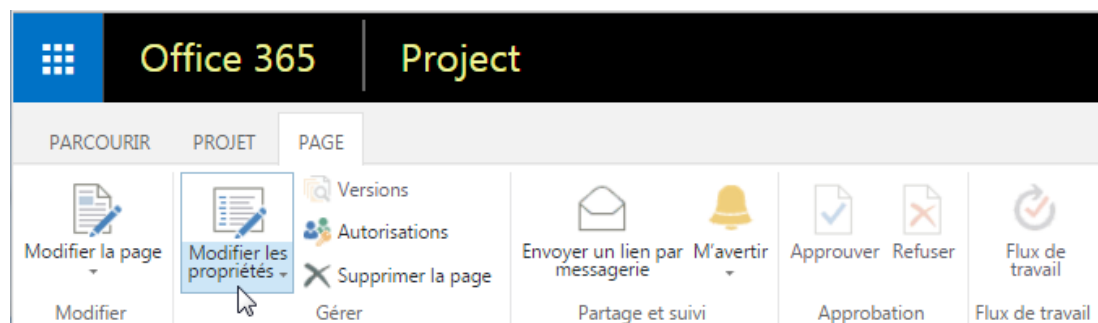 Office 365 Project
PARCOURIR PROJET PAGE
Modifier la page
Modifier les
propriétés
Versions
Autorisations
Supprimer la page
Envoyer un lien par
messagerie
M'avertir
Approuver
Refuser
Flux de
travail
Modifier
Gérer
Partage et suivi
Approbation
Flux de travail